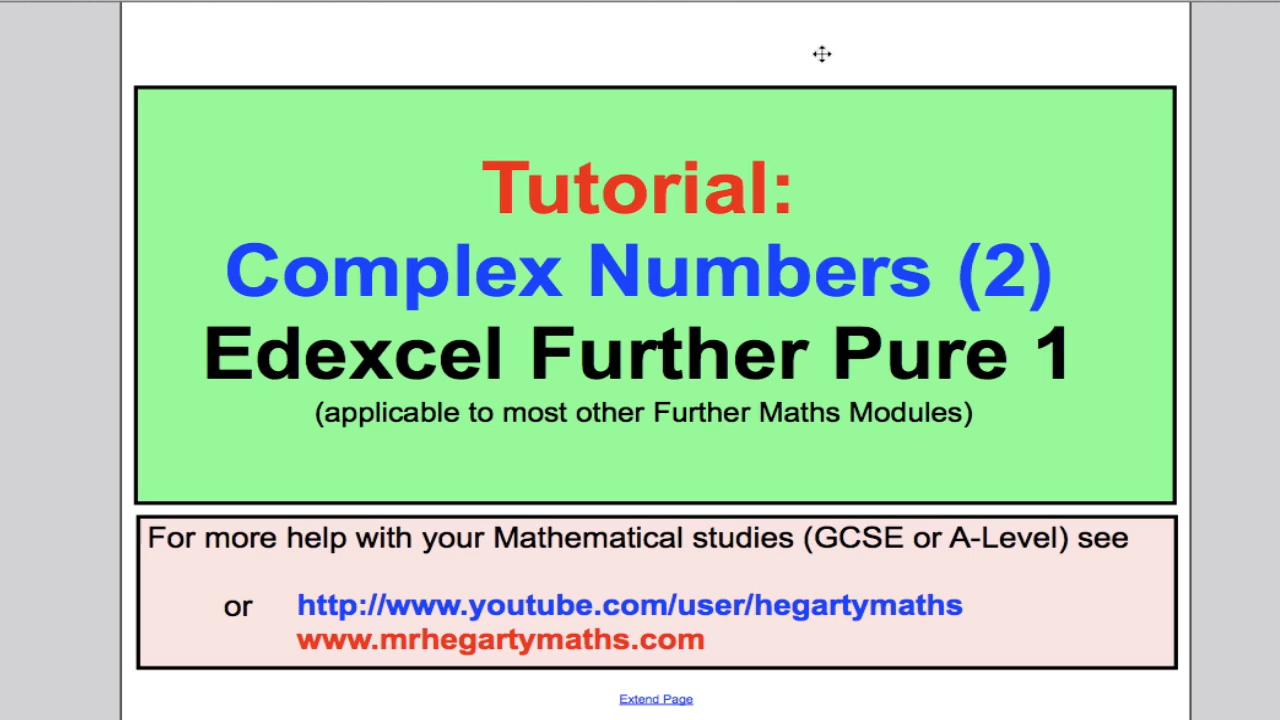 Tutorial:
Complex Numbers (2)
Edexcel Further Pure 1
(applicable to most other Further Maths Modules)
For more help with your Mathematical studies (GCSE or A-Level) see
or http://www.youtube.com/user/hegartymaths
www.mrhegartymaths.com
Extend Page